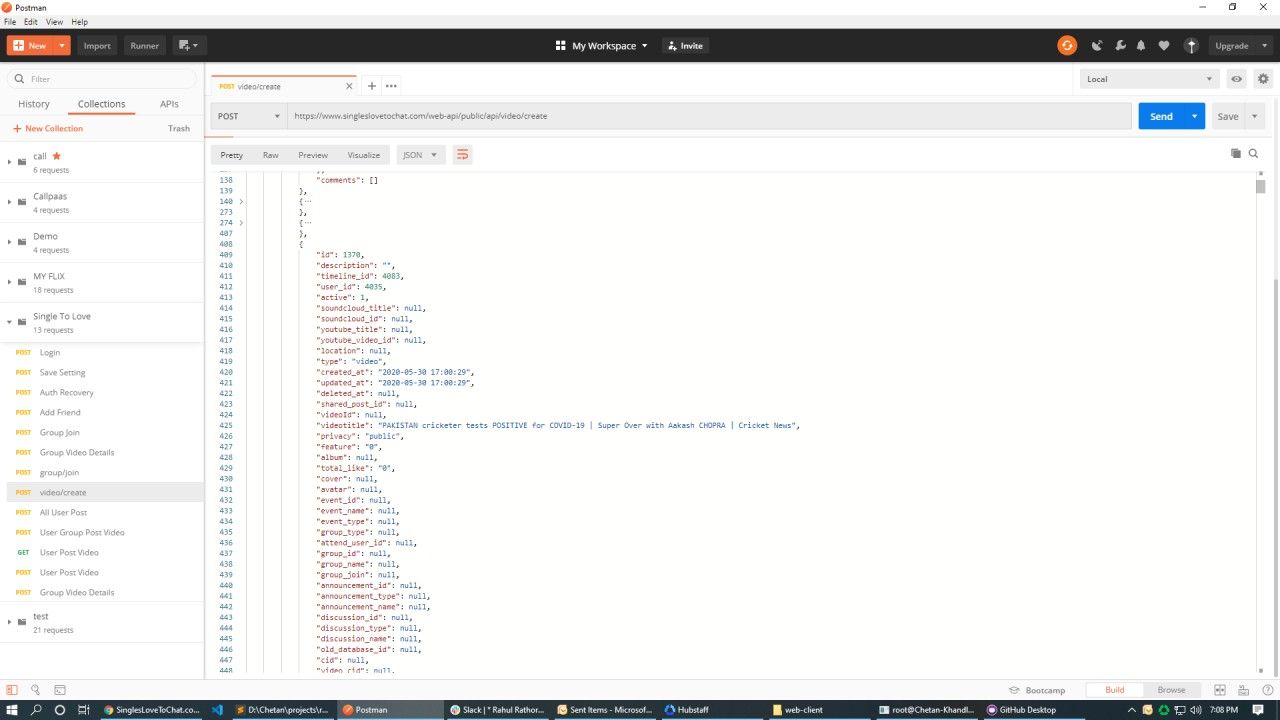 Postman
File Edit View Help
New Import Runner My Workspace Invite Upgrade
Filter
History Collections APIs
New Collection Trash
call
6 requests
Callpaas
4 requests
Demo
4 requests
MY FLIX
18 requests
Single To Love
13 requests
POST Login
POST Save Setting
POST Auth Recovery
POST Add Friend
POST Group Join
POST Group Video Details
POST group/join
POST video/create
POST All User Post
POST User Group Post Video
GET User Post Video
POST User Post Video
POST Group Video Details
test
21 requests
POST video/create
Local
POST https://www.singleslovetochat.com/web-api/public/api/video/create Send Save
Pretty Raw Preview Visualize JSON
138 "comments": []
139 },
140 {
273 },
274 {
407 },
408 {
409 "id": 1370,
410 "description": "",
411 "timeline_id": 4083,
412 "user_id": 4035,
413 "active": 1,
414 "soundcloud_title": null,
415 "soundcloud_id": null,
416 "youtube_title": null,
417 "youtube_video_id": null,
418 "location": null,
419 "type": "video",
420 "created_at": "2020-05-30 17:00:29",
421 "updated_at": "2020-05-30 17:00:29",
422 "deleted_at": null,
423 "shared_post_id": null,
424 "videoId": null,
425 "videotitle": "PAKISTAN cricketer tests POSITIVE for COVID-19 | Super Over with Aakash CHOPRA | Cricket News",
436 "privacy": "public",
427 "feature": "0",
428 "album": null,
429 "total_like": "0",
430 "cover": null,
431 "avatar": null,
432 "event_id": null,
433 "event_name": null,
434 "event_type": null,
435 "group_type": null,
436 "attend_user_id": null,
437 "group_id": null,
438 "group_name": null,
439 "group_join": null,
440 "announcement_id": null,
441 "announcement_type": null,
442 "announcement_name": null,
443 "discussion_id": null,
444 "discussion_type": null,
445 "discussion_name": null,
446 "old_database_id": null,
447 "cid": null,
448 "video_cid": null,
Bootcamp Build Browse
SinglesLoveToChat.co... D:\Chetan\projects\r... Postman Slack | * Rahul Rathor... Sent Items - Microsof... Hubstaff web-client root@Chetan-Khandl... GitHub Desktop 7:08 PM